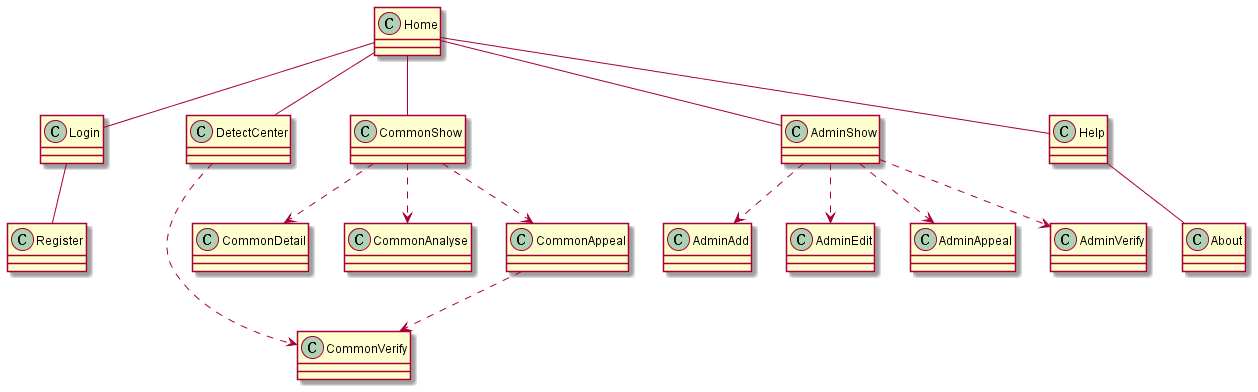 C Home
C Login
C DetectCenter
C CommonShow
C AdminShow
C Help
C Register
C CommonDetail
C CommonAnalyse
C CommonAppeal
C AdminAdd
C AdminEdit
C AdminAppeal
C AdminVerify
C About
C CommonVerify